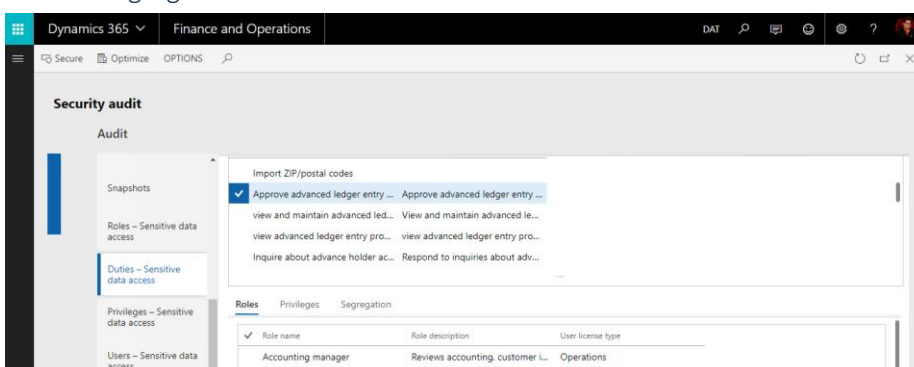 Dynamics 365 Finance and Operations DAT ?
Secure Optimize OPTIONS
Security audit
Audit
Snapshots
Roles – Sensitive data
access
Duties – Sensitive
data access
Privileges – Sensitive
data access
Users – Sensitive data
access
Import ZIP/postal codes
Approve advanced ledger entry ... Approve advanced ledger entry ...
view and maintain advanced led... View and maintain advanced le...
view advanced ledger entry pro... view advanced ledger entry pro...
Inquire about advance holder ac... Respond to inquiries about adv...
Roles Privileges Segregation
Role name Role description User license type
Accounting manager Reviews accounting, customer i... Operations